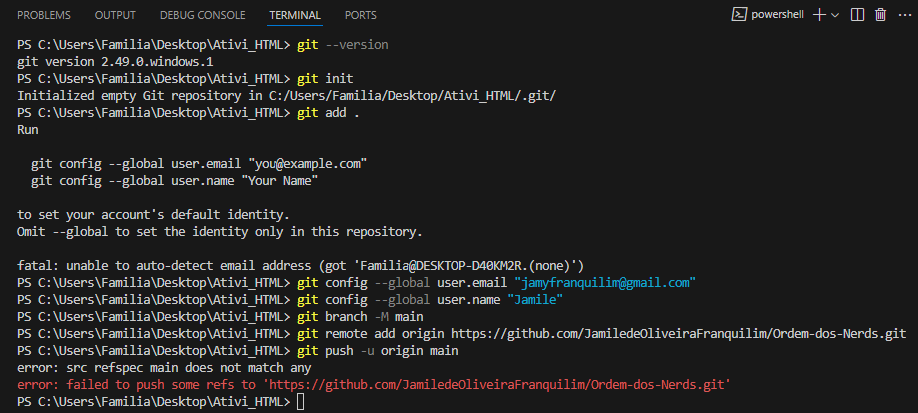 PROBLEMS OUTPUT DEBUG CONSOLE TERMINAL PORTS powershell
PS C:\Users\Familia\Desktop\Ativi_HTML> git --version
git version 2.49.0.windows.1
PS C:\Users\Familia\Desktop\Ativi_HTML> git init
Initialized empty Git repository in C:/Users/Familia/Desktop/Ativi_HTML/.git/
PS C:\Users\Familia\Desktop\Ativi_HTML> git add .
Run
git config --global user.email "you@example.com"
git config --global user.name "Your Name"
to set your account's default identity.
Omit --global to set the identity only in this repository.
fatal: unable to auto-detect email address (got 'Familia@DESKTOP-D40KM2R.(none)')
PS C:\Users\Familia\Desktop\Ativi_HTML> git config --global user.email "jamyfranquilim@gmail.com"
PS C:\Users\Familia\Desktop\Ativi_HTML> git config --global user.name "Jamile"
PS C:\Users\Familia\Desktop\Ativi_HTML> git branch -M main
PS C:\Users\Familia\Desktop\Ativi_HTML> git remote add origin https://github.com/JamiledeOliveiraFranquilim/Ordem-dos-Nerds.git
PS C:\Users\Familia\Desktop\Ativi_HTML> git push -u origin main
error: src refspec main does not match any
error: failed to push some refs to 'https://github.com/JamiledeOliveiraFranquilim/Ordem-dos-Nerds.git'
PS C:\Users\Familia\Desktop\Ativi_HTML>